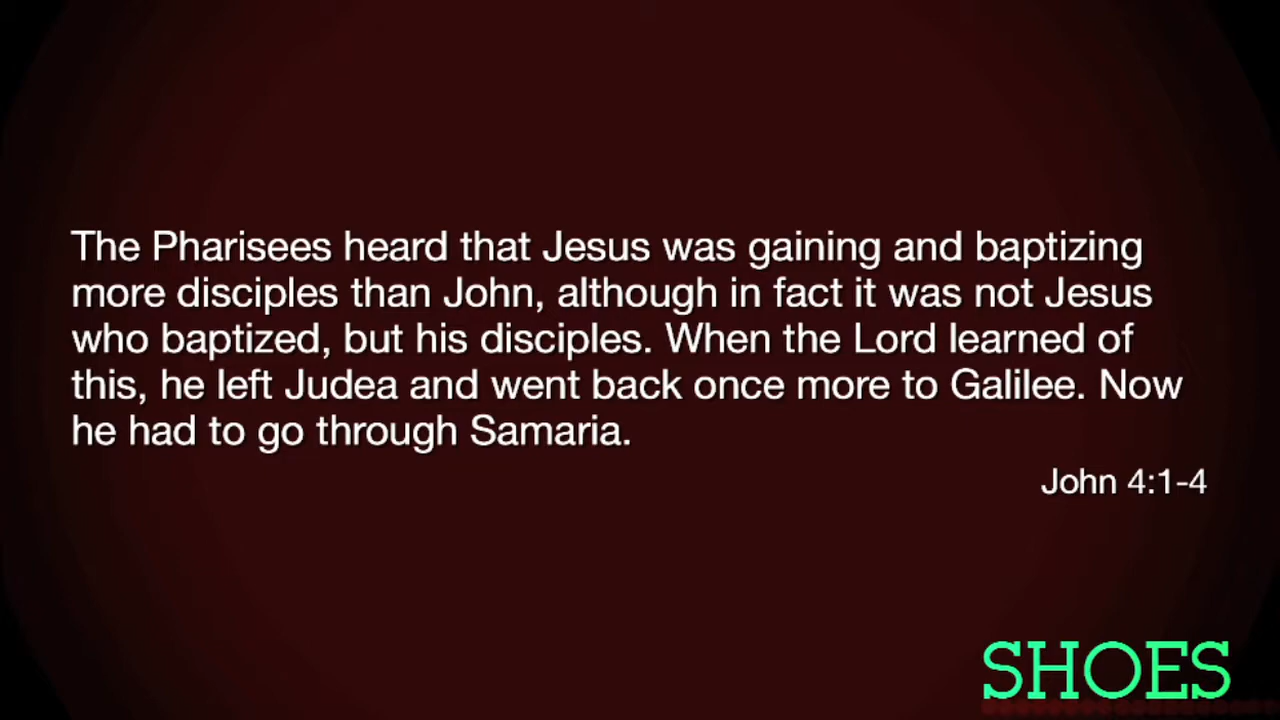 The Pharisees heard that Jesus was gaining and baptizing
more disciples than John, although in fact it was not Jesus
who baptized, but his disciples. When the Lord learned of
this, he left Judea and went back once more to Galilee. Now
he had to go through Samaria.
John 4:1-4
SHOES